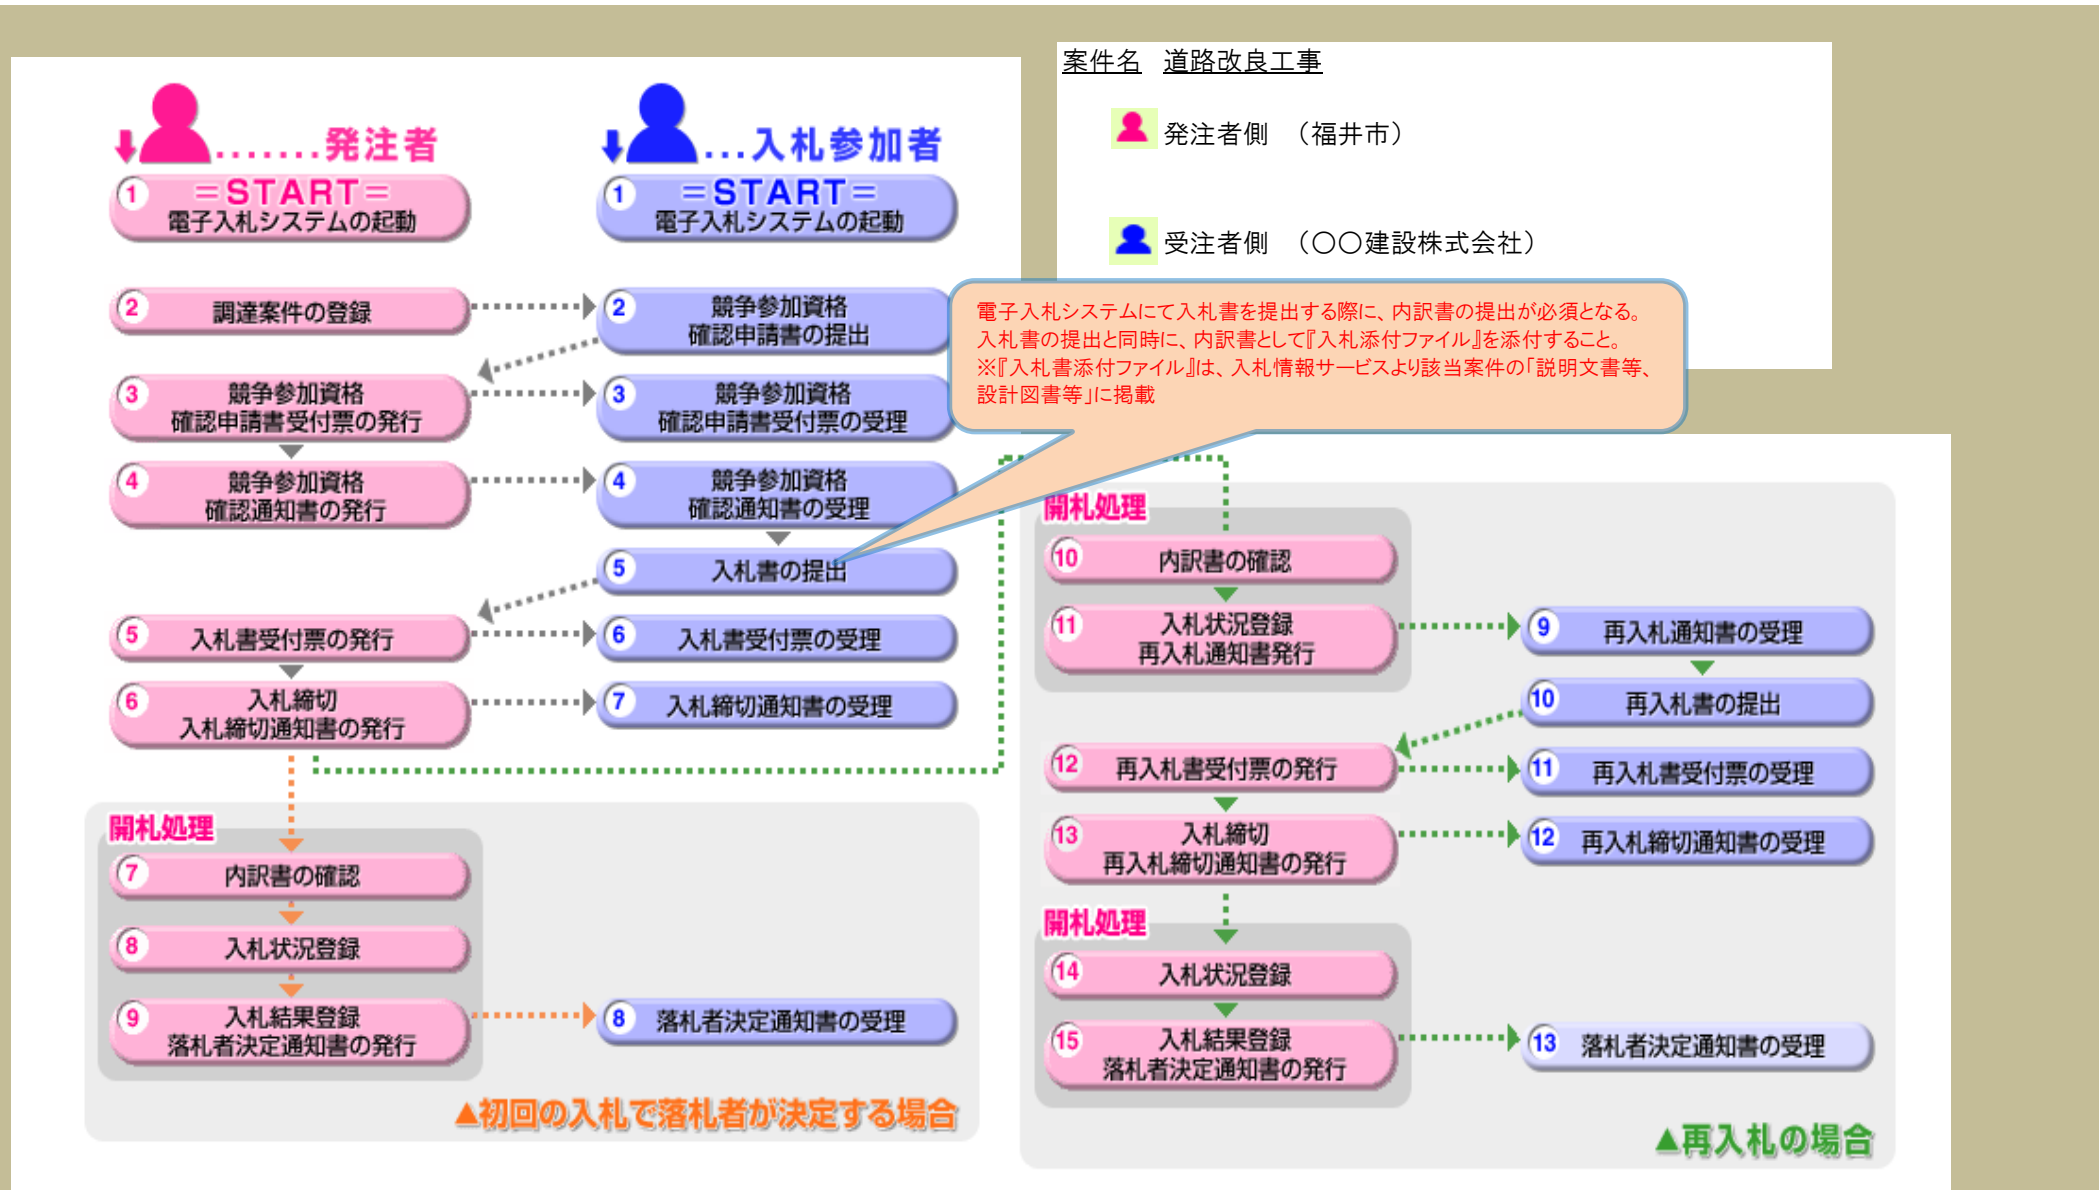 案件名 道路改良工事
発注者側 （福井市）
受注者側 （〇〇建設株式会社）
.......発注者
...入札参加者
1 ＝START＝
電子入札システムの起動
1 ＝START＝
電子入札システムの起動
2 調達案件の登録
2 競争参加資格
確認申請書の提出
3 競争参加資格
確認申請書受付票の発行
3 競争参加資格
確認申請書受付票の受理
4 競争参加資格
確認通知書の発行
4 競争参加資格
確認通知書の受理
5 入札書の提出
電子入札システムにて入札書を提出する際に、内訳書の提出が必須となる。
入札書の提出と同時に、内訳書として『入札添付ファイル』を添付すること。
※『入札書添付ファイル』は、入札情報サービスより該当案件の「説明文書等、
設計図書等」に掲載
5 入札書受付票の発行
6 入札書受付票の受理
6 入札締切
入札締切通知書の発行
7 入札締切通知書の受理
開札処理
7 内訳書の確認
8 入札状況登録
9 入札結果登録
落札者決定通知書の発行
8 落札者決定通知書の受理
▲初回の入札で落札者が決定する場合
開札処理
10 内訳書の確認
11 入札状況登録
再入札通知書発行
9 再入札通知書の受理
10 再入札書の提出
12 再入札書受付票の発行
11 再入札書受付票の受理
13 入札締切
再入札締切通知書の発行
12 再入札締切通知書の受理
開札処理
14 入札状況登録
15 入札結果登録
落札者決定通知書の発行
13 落札者決定通知書の受理
▲再入札の場合